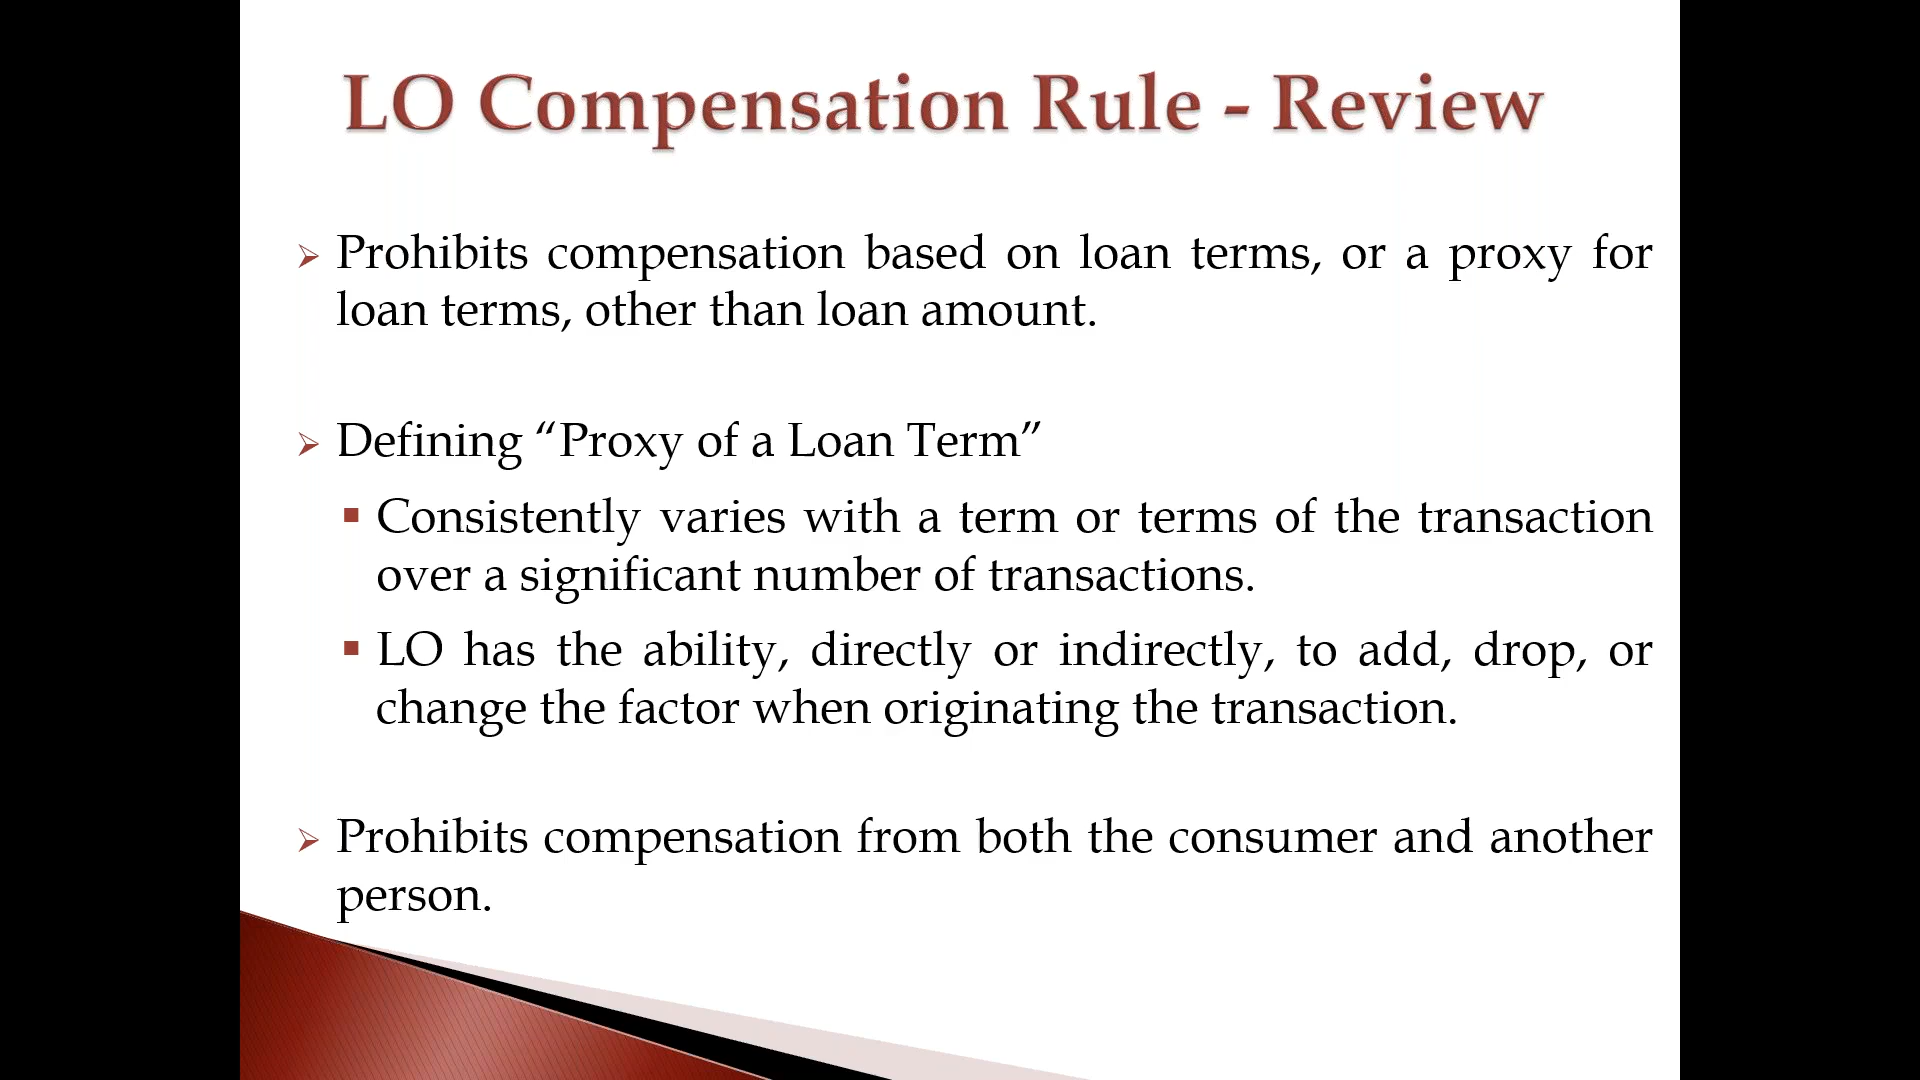 LO Compensation Rule - Review
Prohibits compensation based on loan terms, or a proxy for
loan terms, other than loan amount.
Defining “Proxy of a Loan Term”
Consistently varies with a term or terms of the transaction
over a significant number of transactions.
LO has the ability, directly or indirectly, to add, drop, or
change the factor when originating the transaction.
Prohibits compensation from both the consumer and another
person.